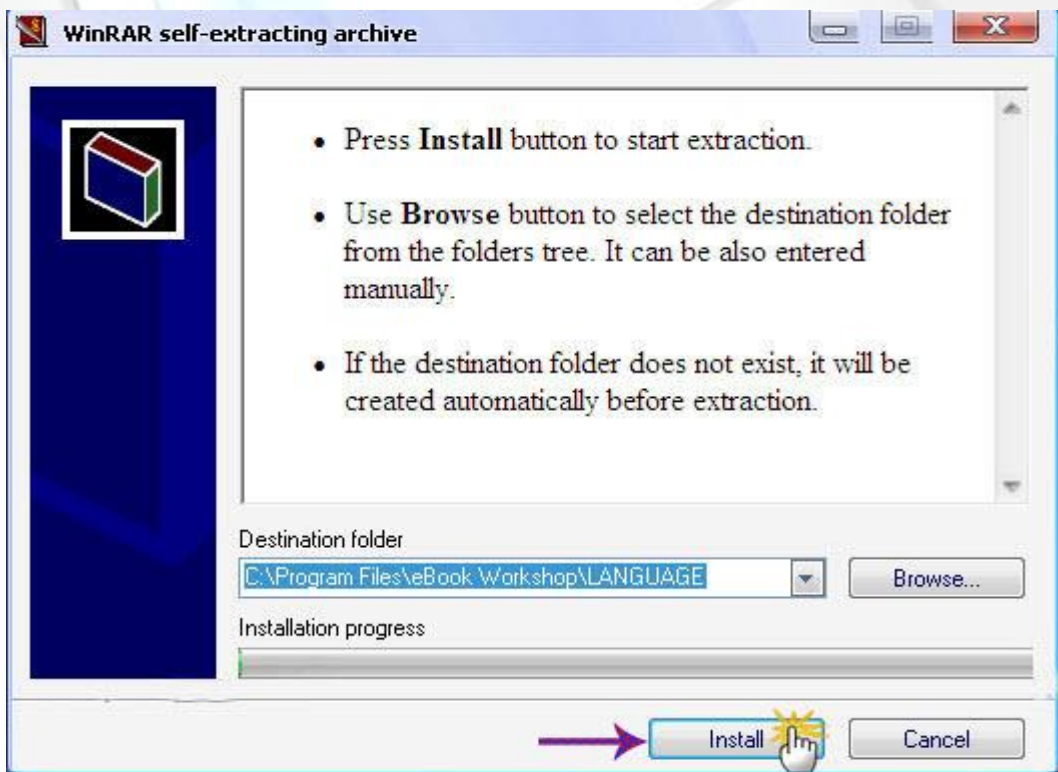 WinRAR self-extracting archive
• Press Install button to start extraction.
• Use Browse button to select the destination folder
from the folders tree. It can be also entered
manually.
• If the destination folder does not exist, it will be
created automatically before extraction.
Destination folder
C:\Program Files\eBook Workshop\LANGUAGE
Browse...
Installation progress
Install
Cancel